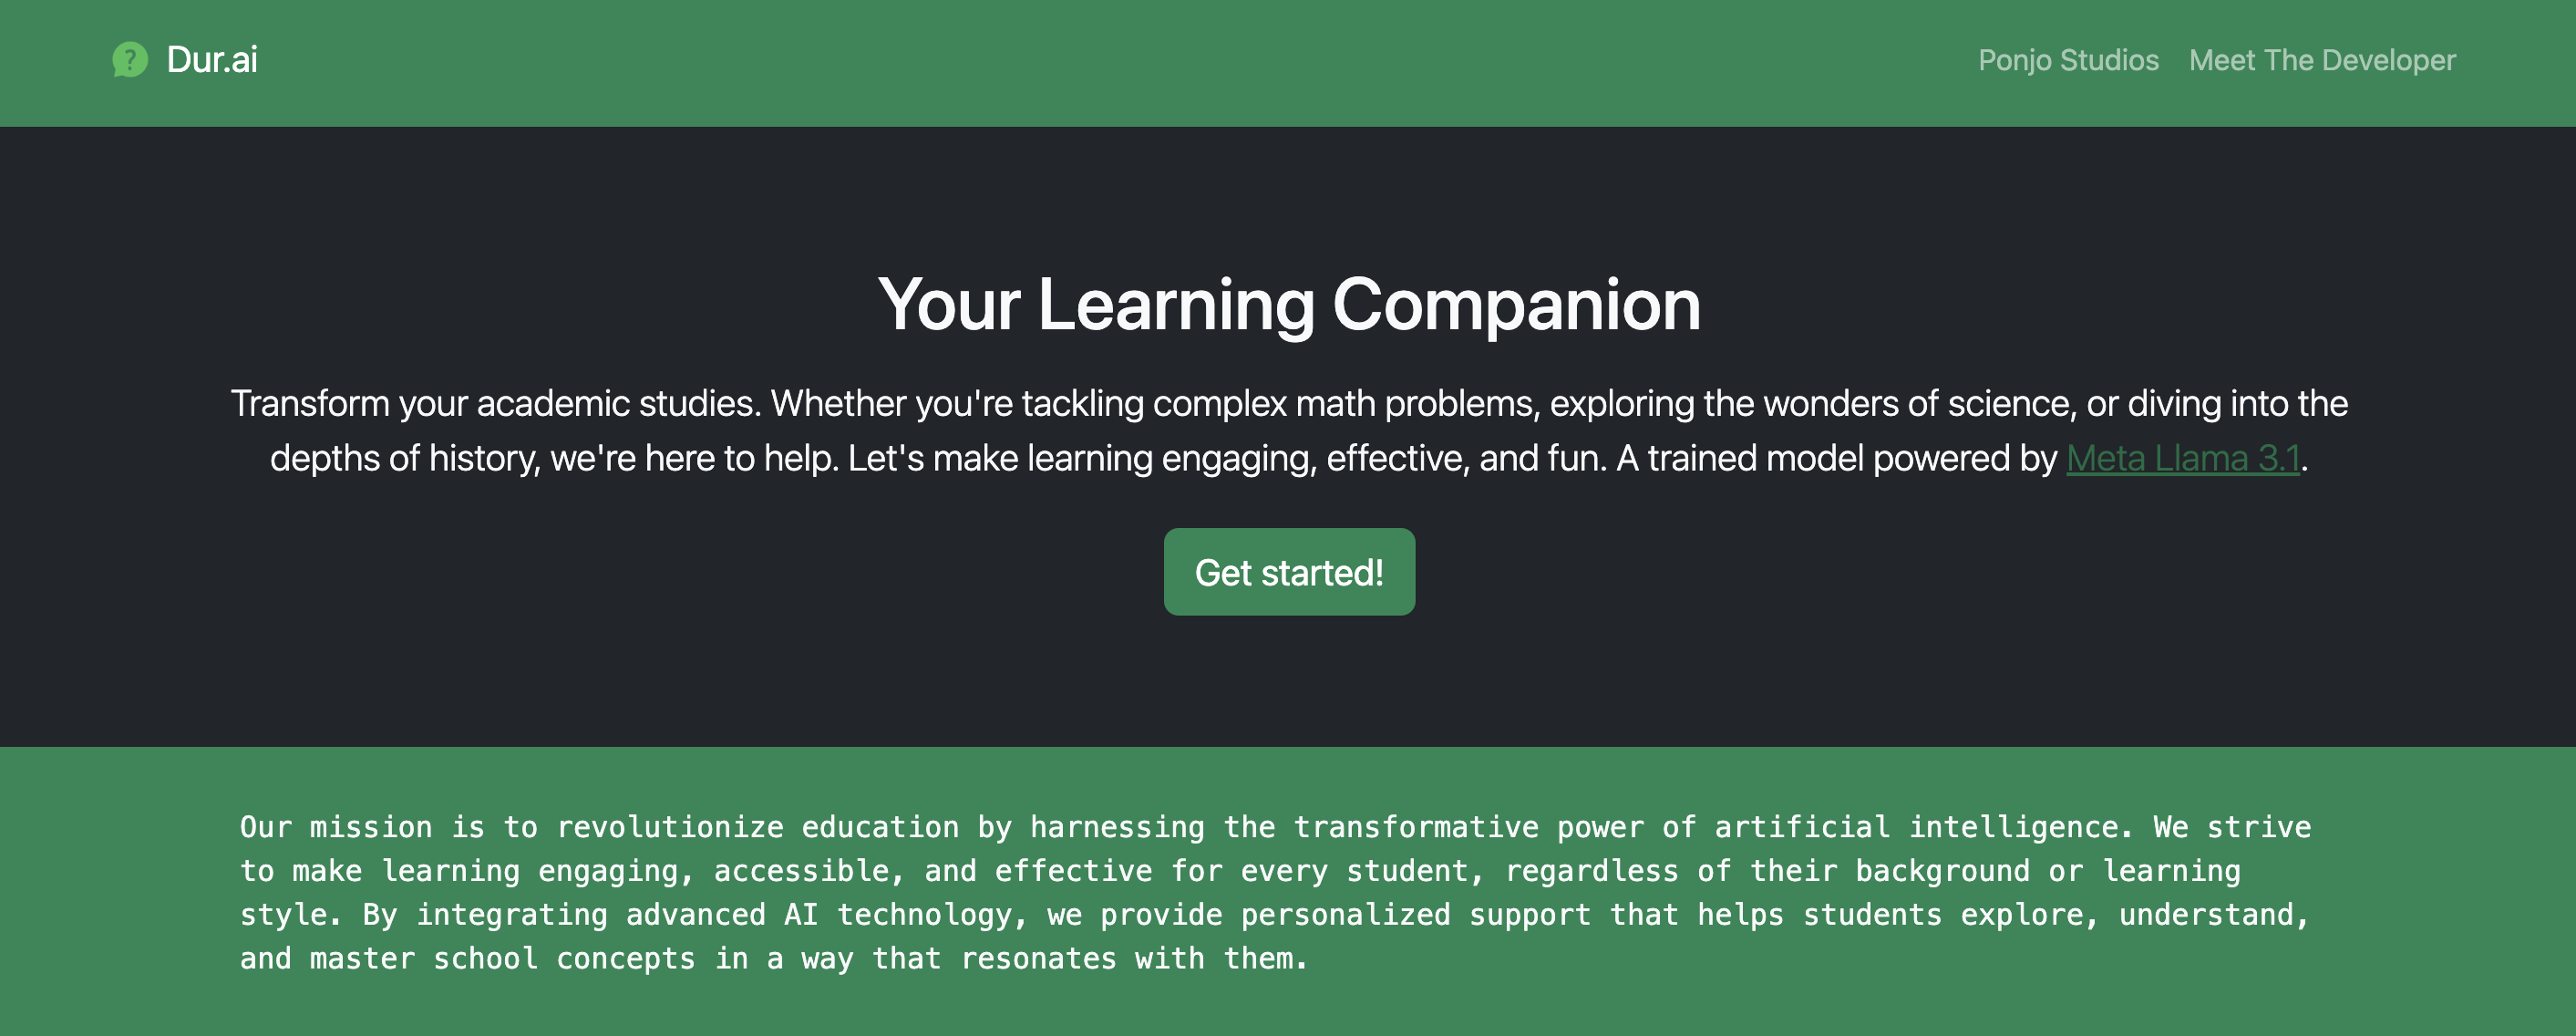 Dur.ai
Ponjo Studios
Meet The Developer
Your Learning Companion
Transform your academic studies. Whether you're tackling complex math problems, exploring the wonders of science, or diving into the
depths of history, we're here to help. Let's make learning engaging, effective, and fun. A trained model powered by Meta Llama 3.1.
Get started!
Our mission is to revolutionize education by harnessing the transformative power of artificial intelligence. We strive
to make learning engaging, accessible, and effective for every student, regardless of their background or learning
style. By integrating advanced AI technology, we provide personalized support that helps students explore, understand,
and master school concepts in a way that resonates with them.